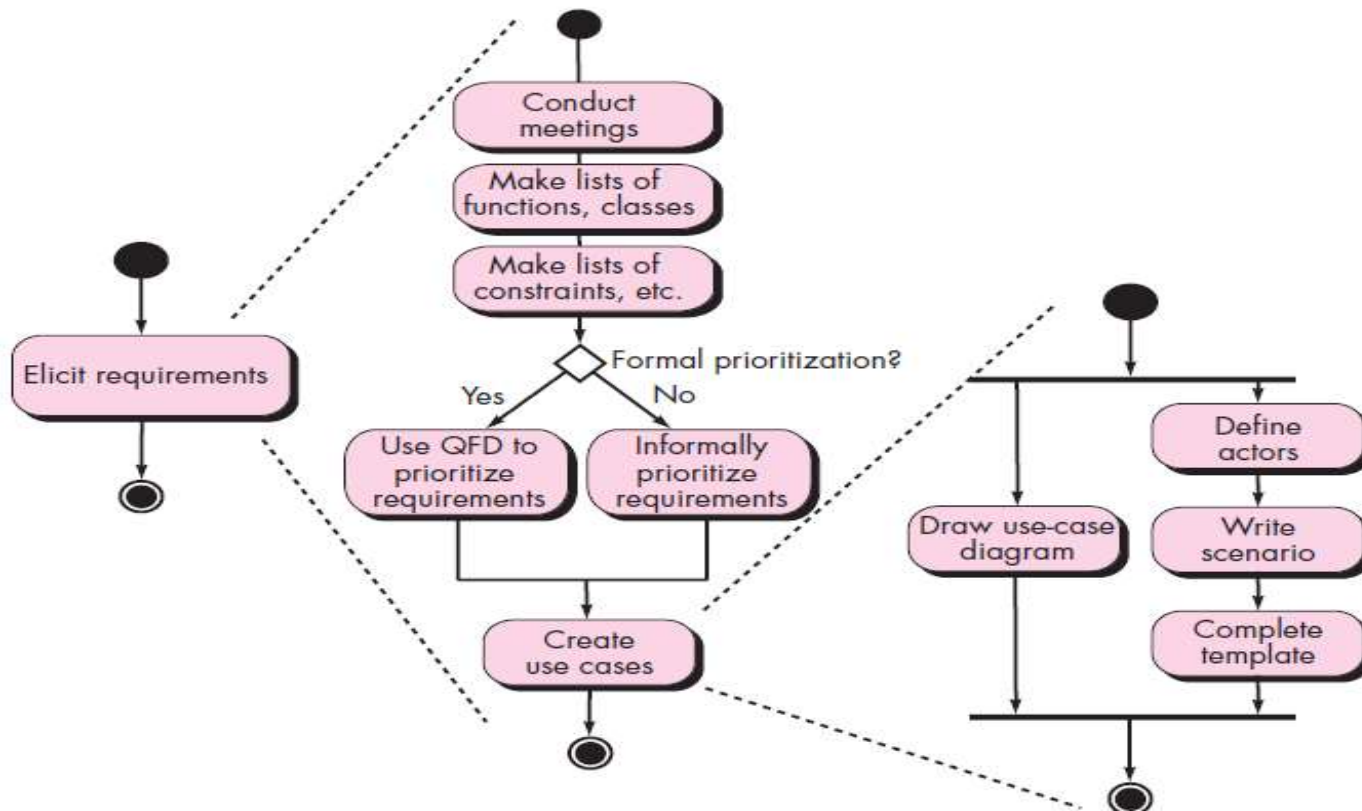 Elicit requirements
Conduct
meetings
Make lists of
functions, classes
Make lists of
constraints, etc.
Formal prioritization?
Yes
No
Use QFD to
prioritize
requirements
Informally
prioritize
requirements
Create
use cases
Draw use-case
diagram
Define
actors
Write
scenario
Complete
template